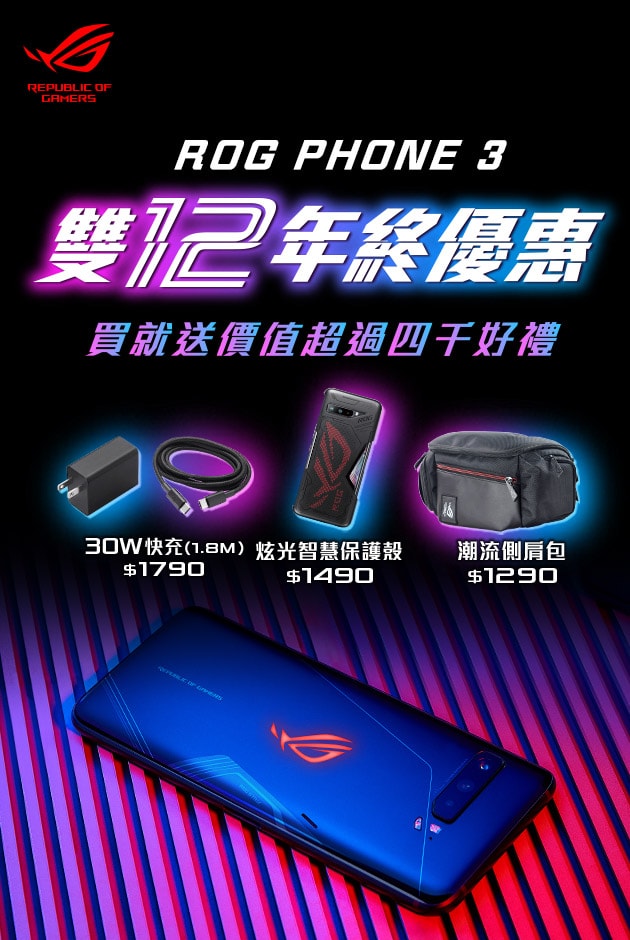 REPUBLIC OF
GAMERS
ROG PHONE 3
雙12年終優惠
買就送價值超過四千好禮
30W快充(1.8M)
$1790
炫光智慧保護殼
$1490
潮流側肩包
$1290
REPUBLIC OF GAMERS